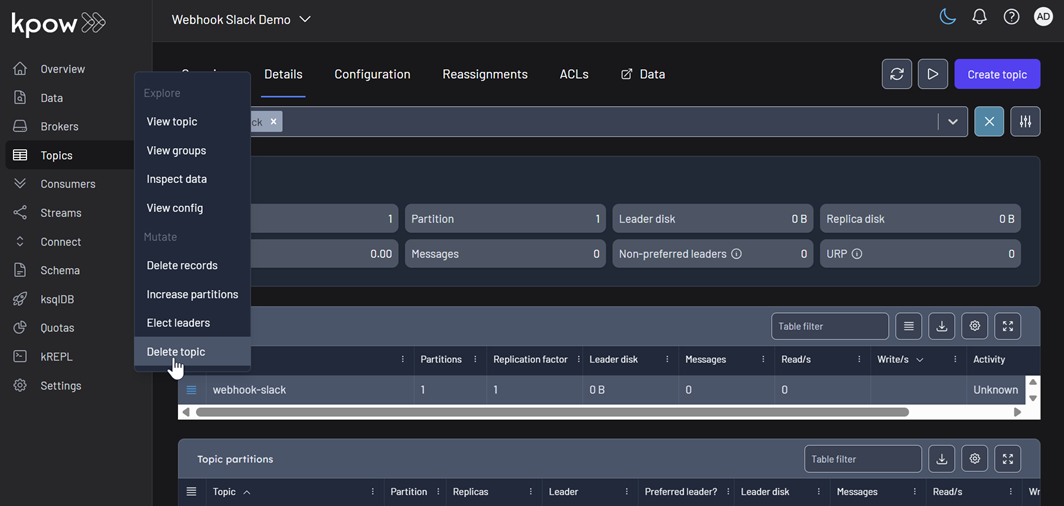 kpow
Webhook Slack Demo
AD
Overview
Data
Brokers
Topics
Consumers
Streams
Connect
Schema
ksqlDB
Quotas
kREPL
Settings
Details
Configuration
Reassignments
ACLs
Data
Create topic
Explore
View topic
View groups
Inspect data
View config
Mutate
Delete records
Increase partitions
Elect leaders
Delete topic
ck ×
1
Partition 1
Leader disk 0 B
Replica disk 0 B
0.00
Messages 0
Non-preferred leaders 0
URP 0
Table filter
Partitions Replication factor Leader disk Messages Read/s Write/s Activity
webhook-slack 1 1 0 B 0 0 Unknown
Topic partitions
Table filter
Topic Partition Replicas Leader Preferred leader? Leader disk Messages Read/s Wr